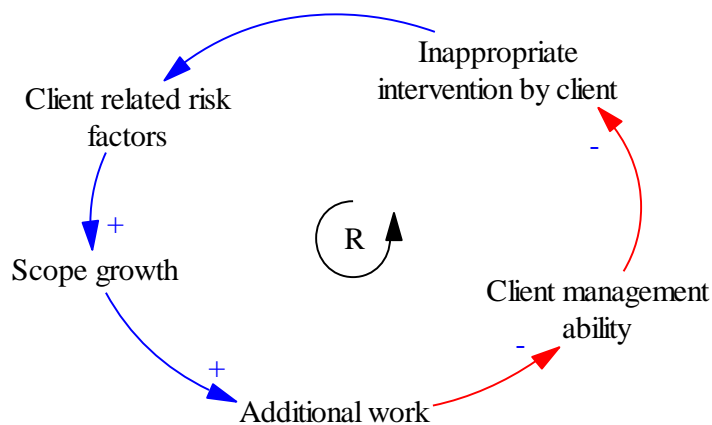 Inappropriate
intervention by client
Client related risk
factors
-
+
R
Scope growth
Client management
ability
-
+
Additional work